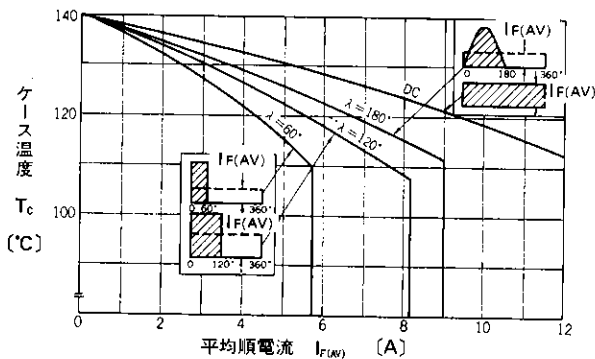 140
120
100
ケース温度
Tc
〔°C〕
DC
λ=180°
λ=120°
λ=60°
IF(AV)
0 180 360°
IF(AV)
IF(AV)
0 60° 360°
IF(AV)
0 120° 360°
0 2 4 6 8 10 12
平均順電流 IF(AV) 〔A〕